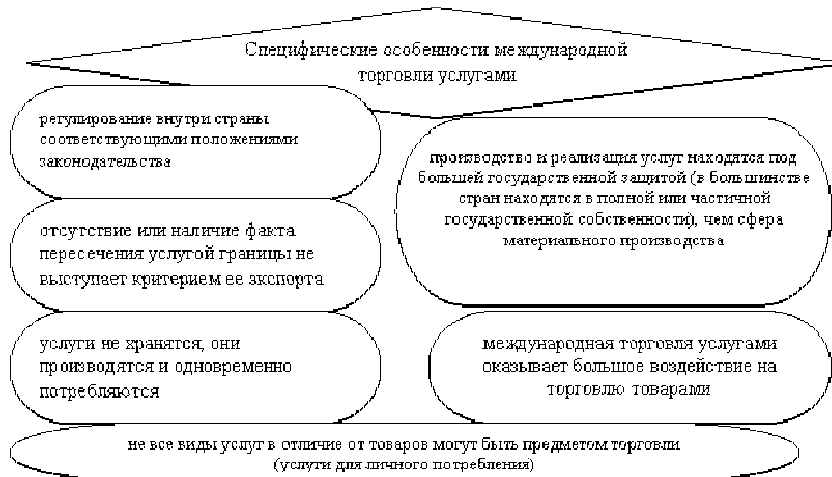 Специфические особенности международной
торговли услугами
регулирование внутри страны
соответствующими положениями
законодательства
отсутствие или наличие факта
пересечения услугой границы не
выступает критерием ее экспорта
услуги не хранятся, они
производятся и одновременно
потребляются
производство и реализация услуг находятся под
большей государственной защитой (в большинстве
стран находятся в полной или частичной
государственной собственности), чем сфера
материального производства
международная торговля услугами
оказывает большое воздействие на
торговлю товарами
не все виды услуг в отличие от товаров могут быть предметом торговли
(услуги для личного потребления)